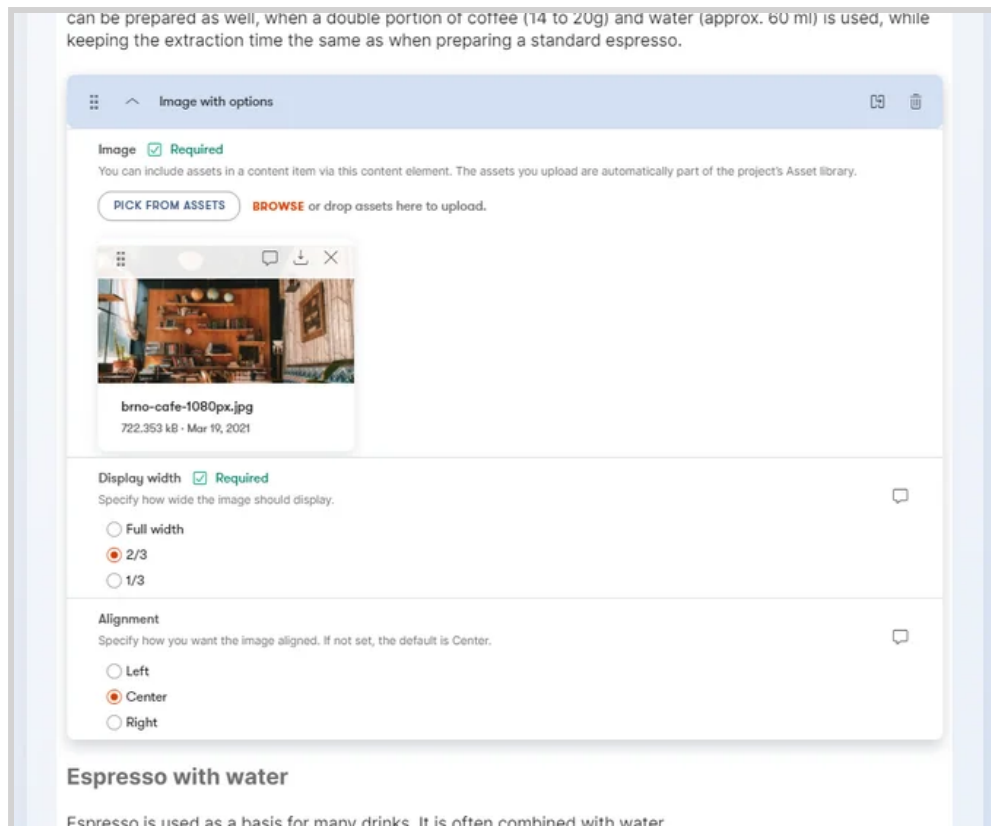 can be prepared as well, when a double portion of coffee (14 to 20g) and water (approx. 60 ml) is used, while
keeping the extraction time the same as when preparing a standard espresso.
Image with options
Image Required
You can include assets in a content item via this content element. The assets you upload are automatically part of the project's Asset library.
PICK FROM ASSETS BROWSE or drop assets here to upload.
brno-cafe-1080px.jpg
722.353 kB · Mar 19, 2021
Display width Required
Specify how wide the image should display.
Full width
2/3
1/3
Alignment
Specify how you want the image aligned. If not set, the default is Center.
Left
Center
Right
Espresso with water
Espresso is used as a basis for many drinks. It is often combined with water